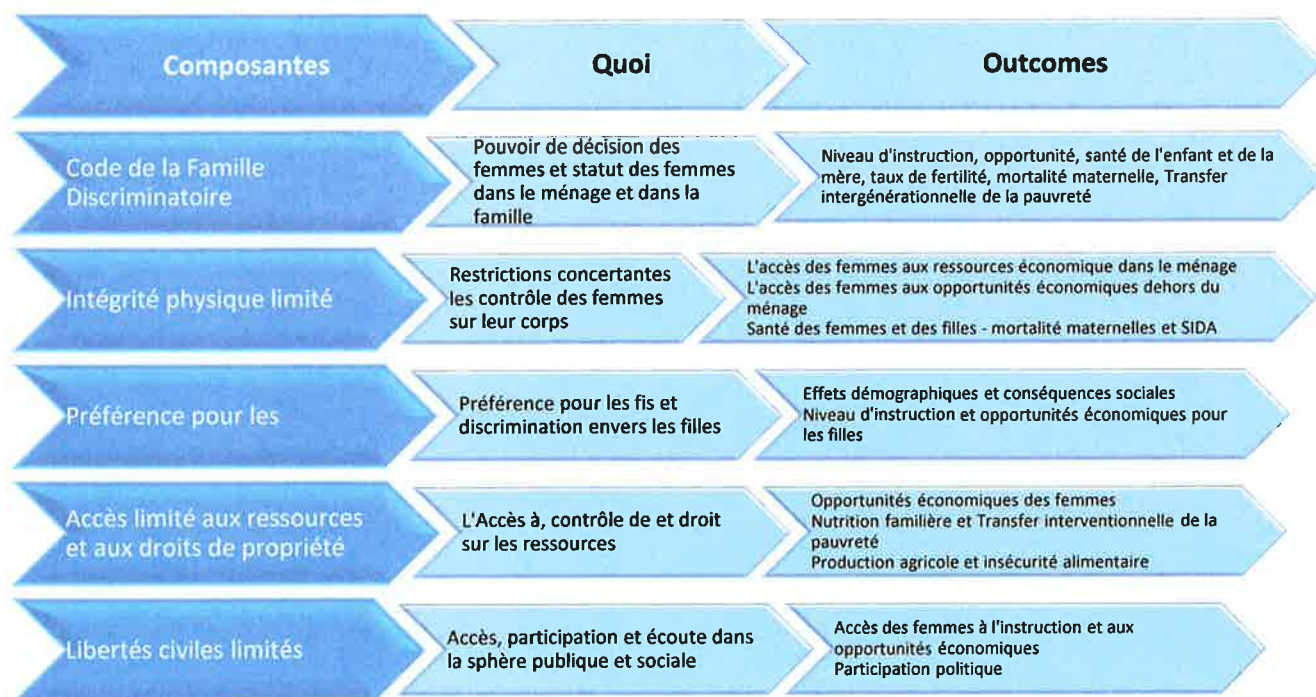 Composantes
Quoi
Outcomes
Code de la Famille
Discriminatoire
Pouvoir de décision des
femmes et statut des femmes
dans le ménage et dans la
famille
Niveau d'instruction, opportunité, santé de l'enfant et de la
mère, taux de fertilité, mortalité maternelle, Transfer
intergénérationnelle de la pauvreté
Intégrité physique limité
Restrictions concertantes
les contrôle des femmes
sur leur corps
L'accès des femmes aux ressources économique dans le ménage
L'accès des femmes aux opportunités économiques dehors du
ménage
Santé des femmes et des filles - mortalité maternelles et SIDA
Préférence pour les
Préférence pour les fis et
discrimination envers les filles
Effets démographiques et conséquences sociales
Niveau d'instruction et opportunités économiques pour
les filles
Accès limité aux ressources
et aux droits de propriété
L'Accès à, contrôle de et droit
sur les ressources
Opportunités économiques des femmes
Nutrition familière et Transfer interventionnelle de la
pauvreté
Production agricole et insécurité alimentaire
Libertés civiles limités
Accès, participation et écoute dans
la sphère publique et sociale
Accès des femmes à l'instruction et aux
opportunités économiques
Participation politique